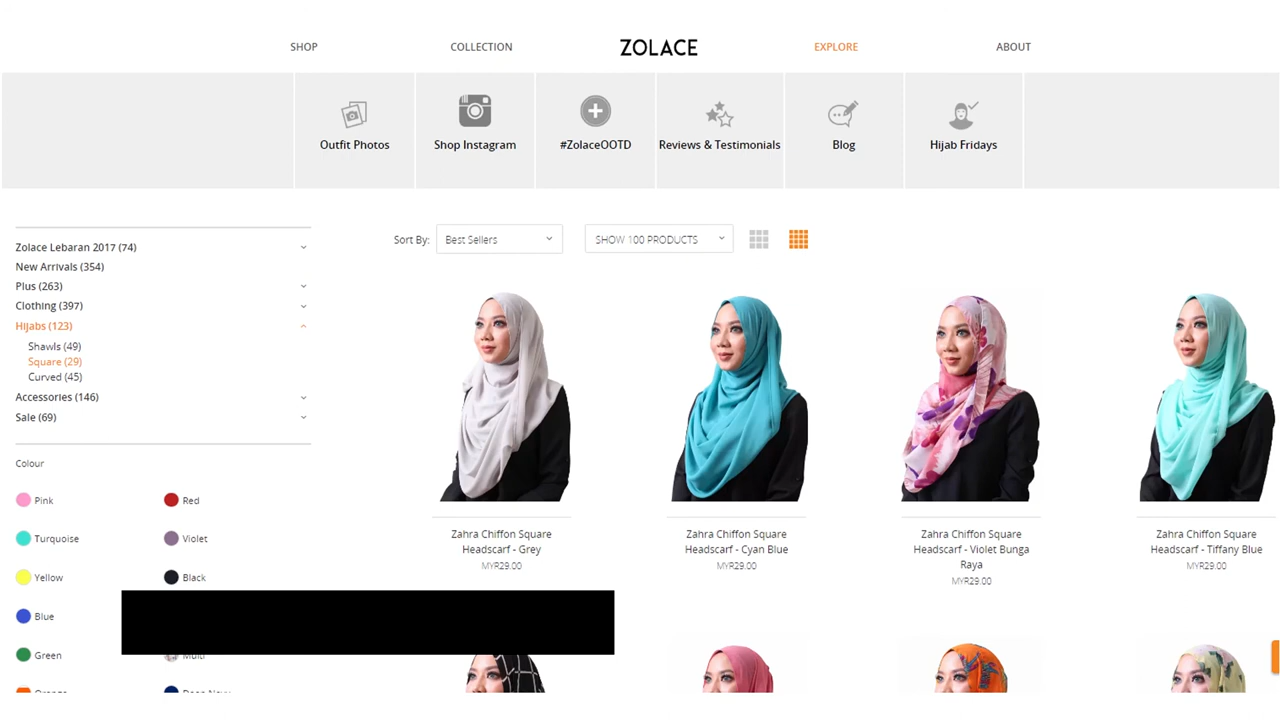 SHOP
COLLECTION
ZOLACE
EXPLORE
ABOUT
Outfit Photos
Shop Instagram
#ZolaceOOTD
Reviews & Testimonials
Blog
Hijab Fridays
Zolace Lebaran 2017 (74)
New Arrivals (354)
Plus (263)
Clothing (397)
Hijabs (123)
Shawls (49)
Square (29)
Curved (45)
Accessories (146)
Sale (69)
Colour
Pink
Red
Turquoise
Violet
Yellow
Black
Blue
Green
Multi
Orange
Deep Navy
Sort By:
Best Sellers
SHOW 100 PRODUCTS
Zahra Chiffon Square
Headscarf - Grey
MYR29.00
Zahra Chiffon Square
Headscarf - Cyan Blue
MYR29.00
Zahra Chiffon Square
Headscarf - Violet Bunga
Raya
MYR29.00
Zahra Chiffon Square
Headscarf - Tiffany Blue
MYR29.00